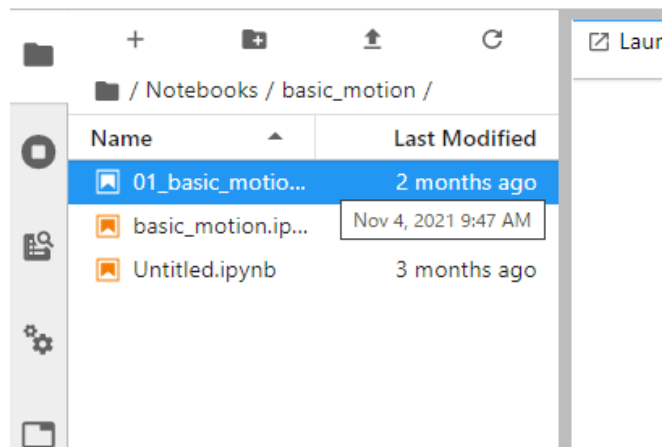 Laun
/ Notebooks / basic_motion /
Name Last Modified
01_basic_motio... 2 months ago
basic_motion.ip...
Nov 4, 2021 9:47 AM
Untitled.ipynb 3 months ago